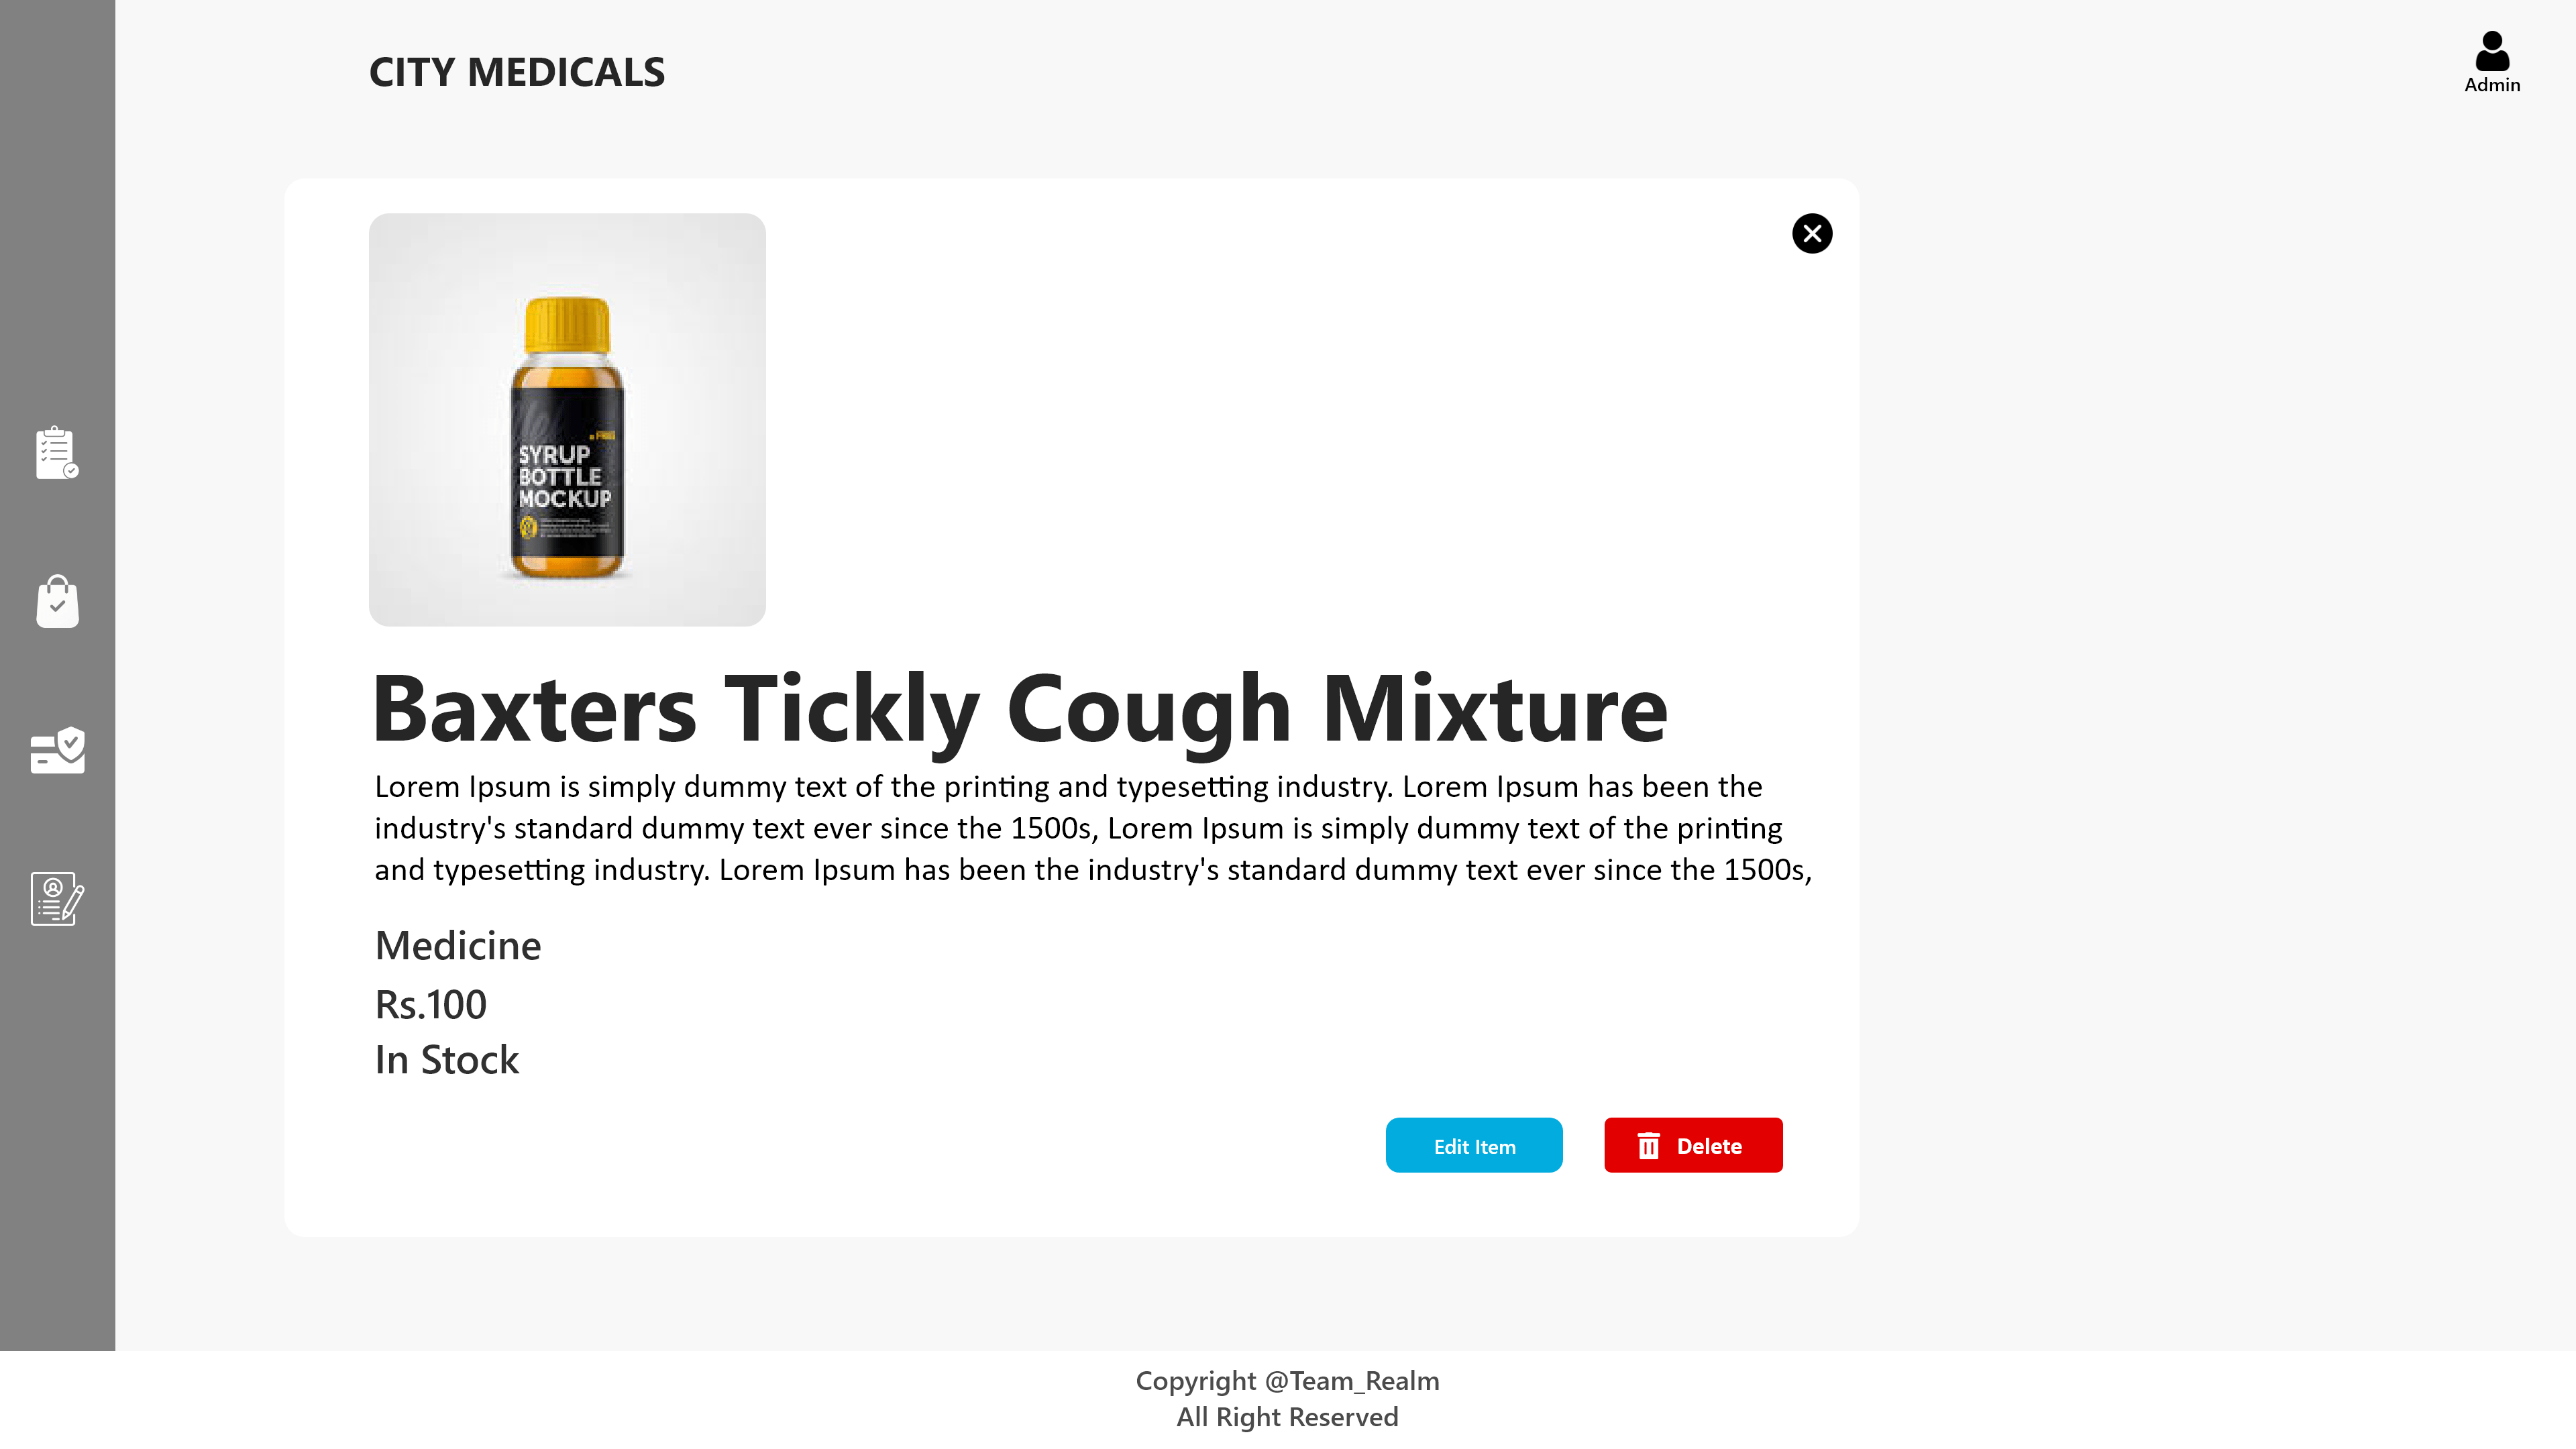 CITY MEDICALS
Admin
SYRUP
BOTTLE
MOCKUP
Baxters Tickly Cough Mixture
Lorem Ipsum is simply dummy text of the printing and typesetting industry. Lorem Ipsum has been the
industry's standard dummy text ever since the 1500s, Lorem Ipsum is simply dummy text of the printing
and typesetting industry. Lorem Ipsum has been the industry's standard dummy text ever since the 1500s,
Medicine
Rs.100
In Stock
Edit Item
Delete
Copyright @Team_Realm
All Right Reserved